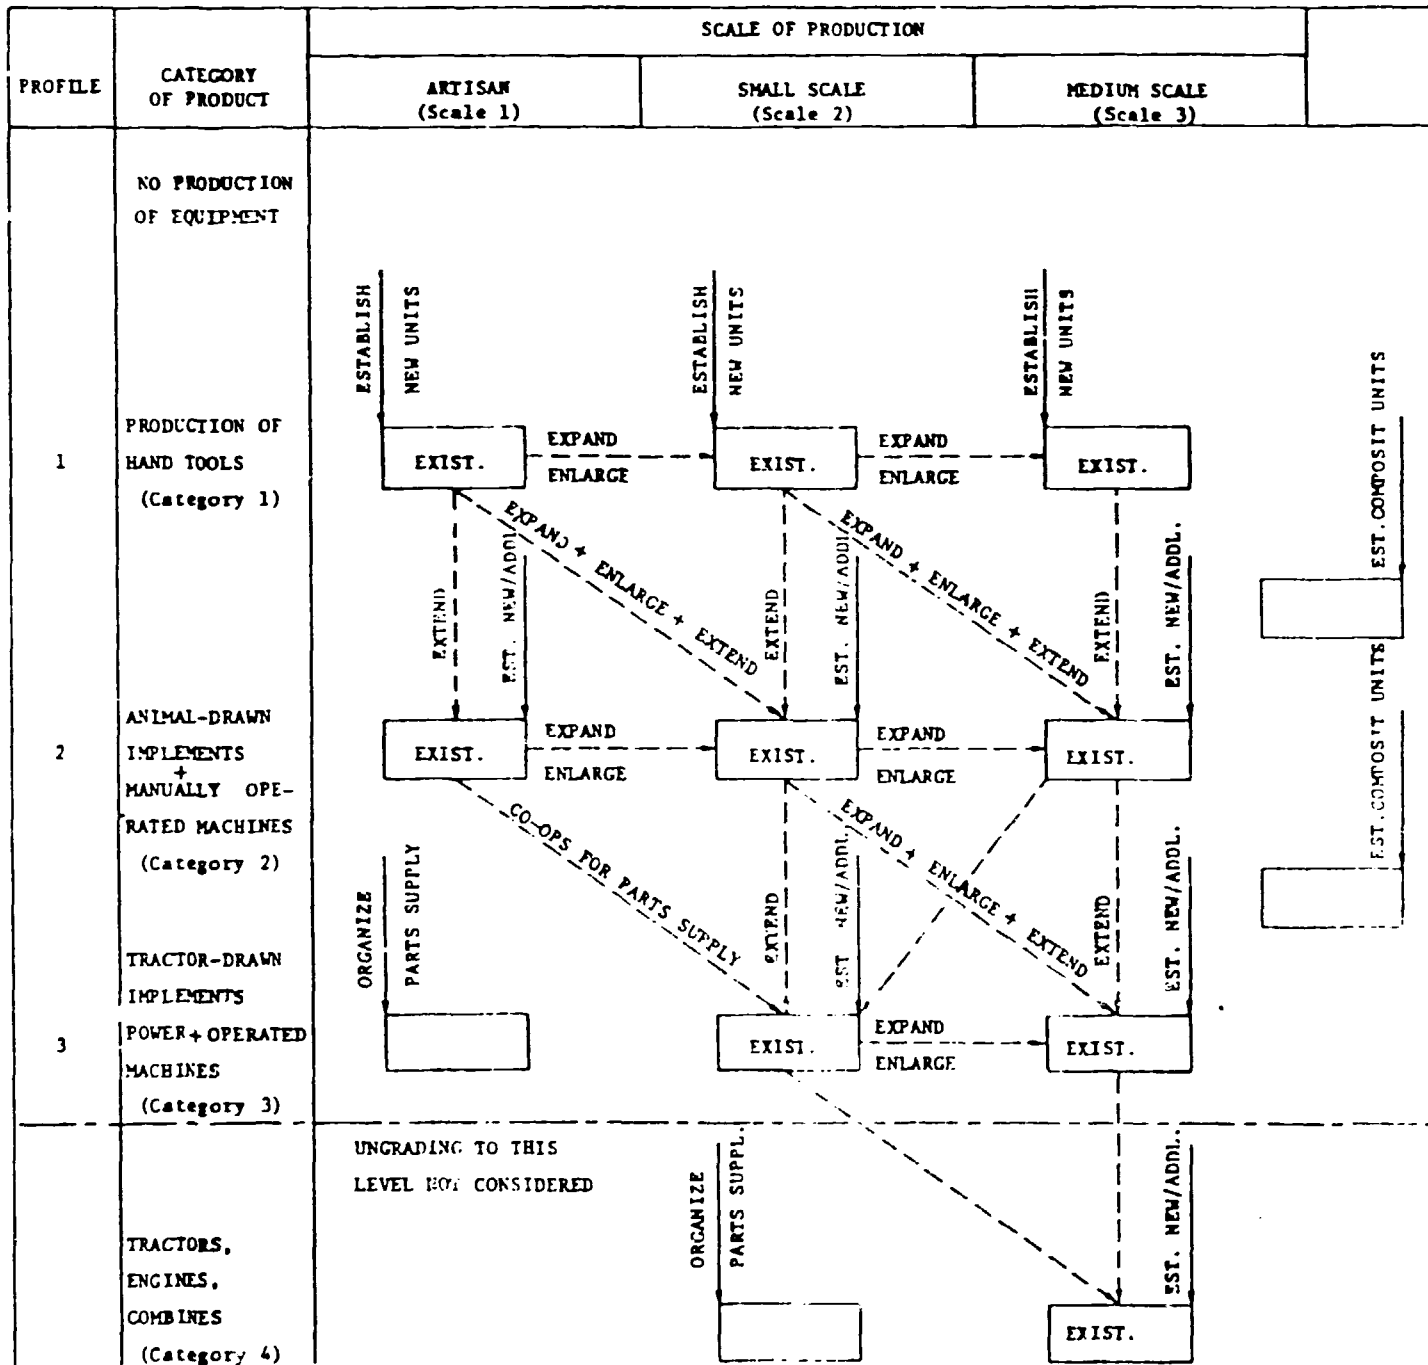 SCALE OF PRODUCTION
PROFILE
CATEGORY
OF PRODUCT
ARTISAN
(Scale 1)
SMALL SCALE
(Scale 2)
MEDIUM SCALE
(Scale 3)
NO PRODUCTION
OF EQUIPMENT
ESTABLISH
NEW UNITS
ESTABLISH
NEW UNITS
ESTABLISH
NEW UNITS
EST.COMPOSIT UNITS
1
PRODUCTION OF
HAND TOOLS
(Category 1)
EXIST.
EXPAND
ENLARGE
EXIST.
EXPAND
ENLARGE
EXIST.
EXTEND
EXPAND + ENLARGE + EXTEND
EST. NEW/ADDL.
EXTEND
EST. NEW/ADDL.
EXPAND + ENLARGE + EXTEND
EXTEND
EST. NEW/ADDL.
EST.COMPOSIT UNITS
2
ANIMAL-DRAWN
IMPLEMENTS
+
MANUALLY OPE-
RATED MACHINES
(Category 2)
EXIST.
EXPAND
ENLARGE
EXIST.
EXPAND
ENLARGE
EXIST.
ORGANIZE
PARTS SUPPLY
CO-OPS FOR PARTS SUPPLY
EXTEND
EST. NEW/ADDL.
EXPAND + ENLARGE + EXTEND
EXTEND
EST. NEW/ADDL.
3
TRACTOR-DRAWN
IMPLEMENTS
POWER+OPERATED
MACHINES
(Category 3)
EXIST.
EXPAND
ENLARGE
EXIST.
UNGRADING TO THIS
LEVEL NOT CONSIDERED
ORGANIZE
PARTS SUPPL.
EST. NEW/ADDL.
TRACTORS,
ENGINES,
COMBINES
(Category 4)
EXIST.